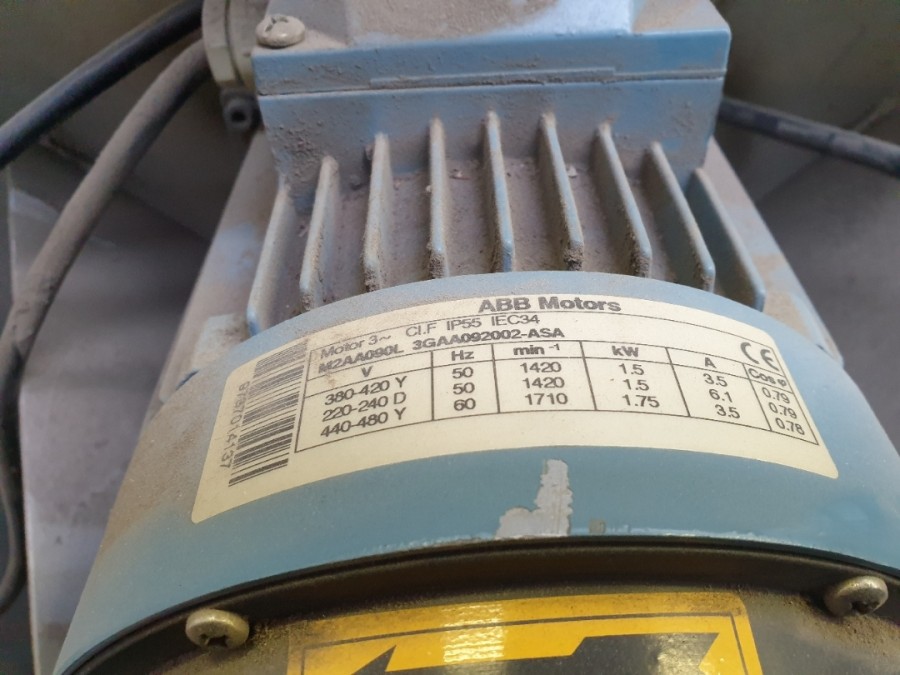 ABB Motors
Motor 3~ Cl.F IP55 IEC34
M2AA090L 3GAA092002-ASA
V Hz min⁻¹ kW A Cos φ
380-420 Y 50 1420 1.5 3.5 0.79
220-240 D 50 1420 1.5 6.1 0.79
440-480 Y 60 1710 1.75 3.5 0.78
CE